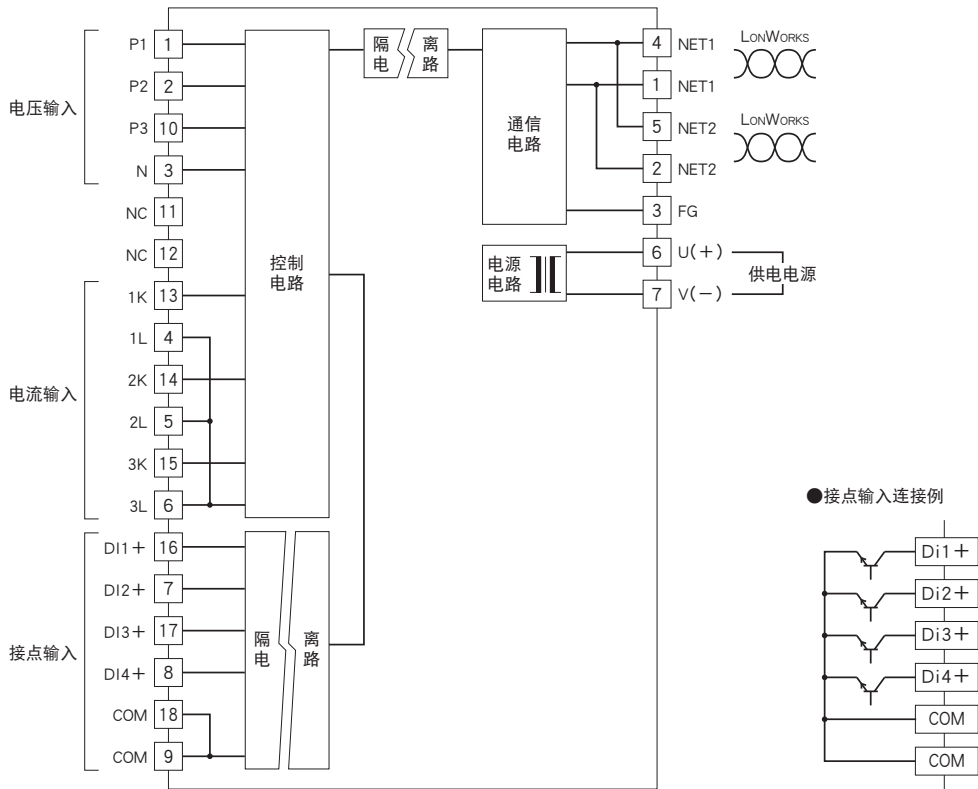 电压输入
P1 1
P2 2
P3 10
N 3
NC 11
NC 12
电流输入
1K 13
1L 4
2K 14
2L 5
3K 15
3L 6
接点输入
DI1+ 16
DI2+ 7
DI3+ 17
DI4+ 8
COM 18
COM 9
控制
电路
隔 离
电 路
隔 离
电 路
通信
电路
电源
电路
4 NET1
1 NET1
5 NET2
2 NET2
3 FG
6 U(+)
7 V(-)
LONWORKS
LONWORKS
供电电源
●接点输入连接例
Di1+
Di2+
Di3+
Di4+
COM
COM